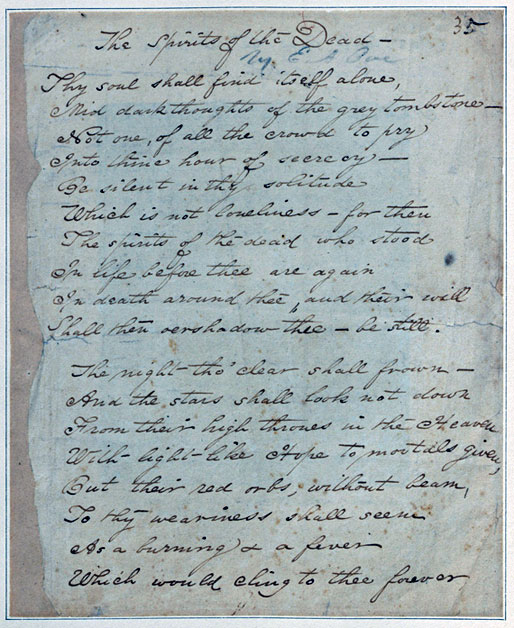 35
The Spirits of the Dead —
By. E A Poe
Thy soul shall find itself alone,
Mid dark thoughts of the grey tombstone —
Not one, of all the crowd to pry
Into thine hour of secrecy —
Be silent in thy solitude
Which is not loneliness — for then
The spirits of the dead who stood
In life before thee are again
In death around thee, and their will
Shall then overshadow thee — be still.
The night tho' clear shall frown —
And the stars shall look not down
From their high thrones in the Heaven
With light like Hope to mortals given,
But their red orbs, without beam,
To thy weariness shall seem
As a burning & a fever
Which would cling to thee forever